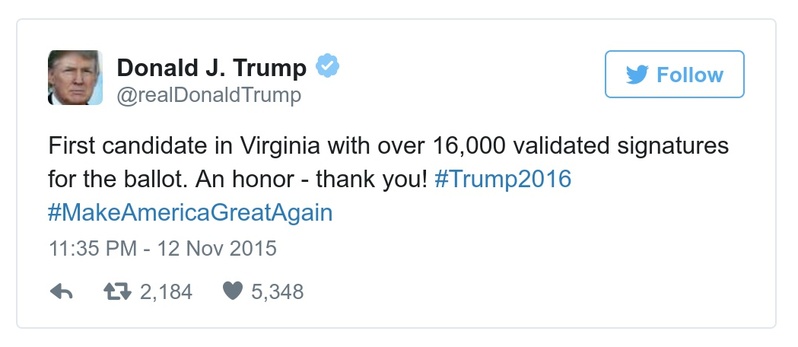 Donald J. Trump
@realDonaldTrump
Follow
First candidate in Virginia with over 16,000 validated signatures
for the ballot. An honor - thank you! #Trump2016
#MakeAmericaGreatAgain
11:35 PM - 12 Nov 2015
2,184 5,348